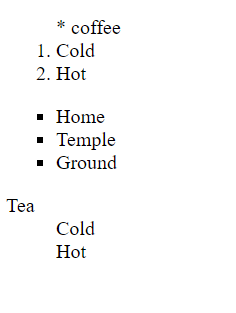 * coffee
1. Cold
2. Hot
▪ Home
▪ Temple
▪ Ground
Tea
Cold
Hot